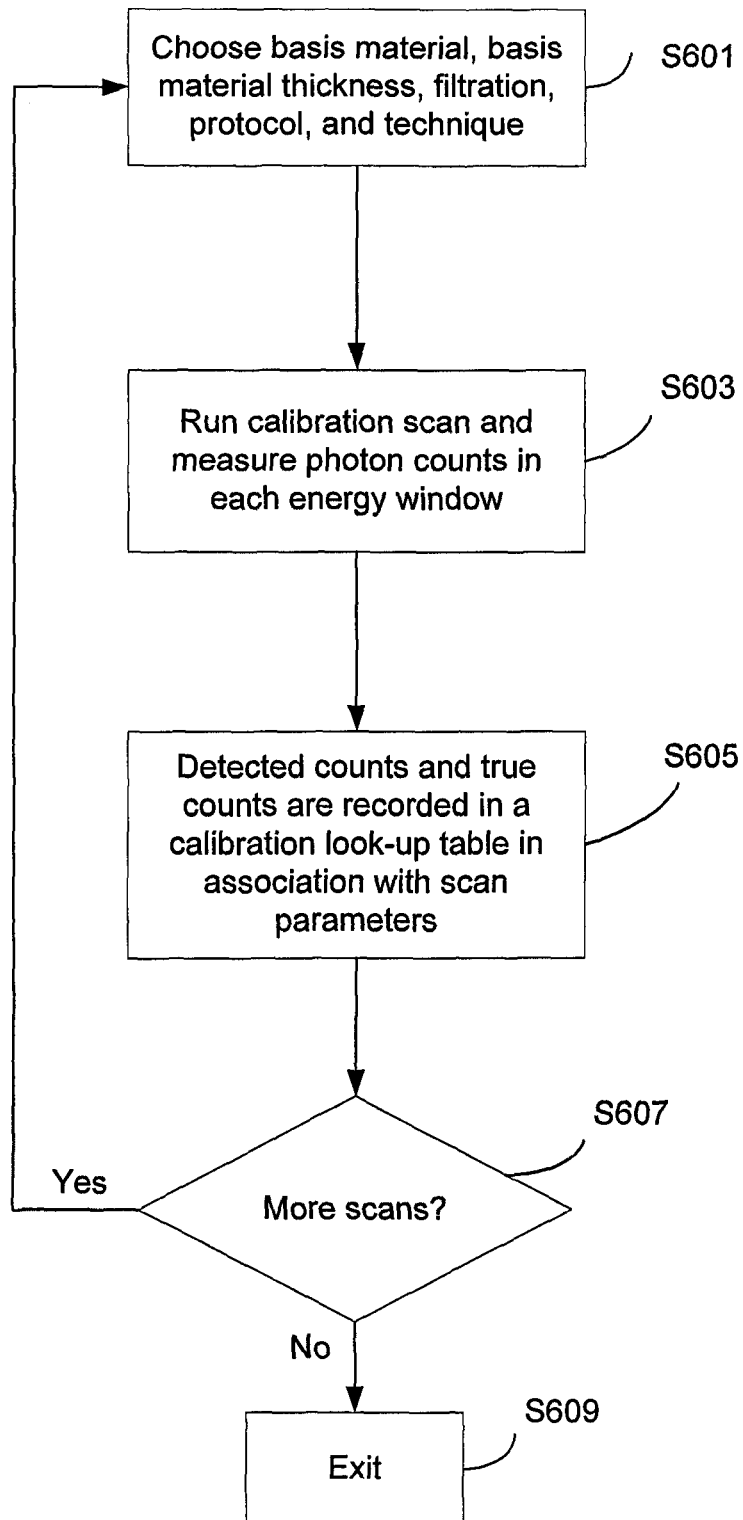 Choose basis material, basis
material thickness, filtration,
protocol, and technique
S601
Run calibration scan and
measure photon counts in
each energy window
S603
Detected counts and true
counts are recorded in a
calibration look-up table in
association with scan
parameters
S605
More scans?
S607
Yes
No
Exit
S609